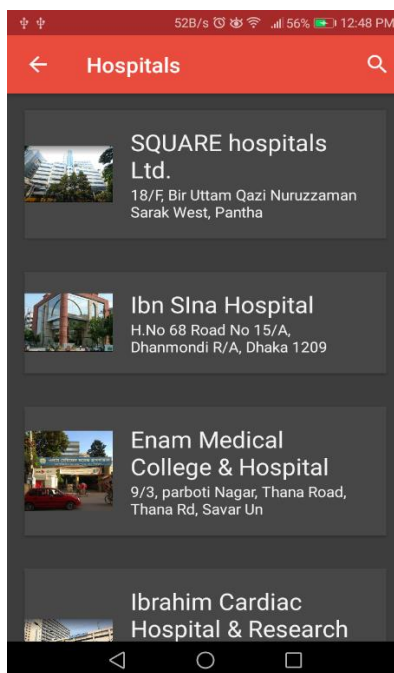 52B/s 56% 12:48 PM
Hospitals
SQUARE hospitals
Ltd.
18/F, Bir Uttam Qazi Nuruzzaman
Sarak West, Pantha
Ibn SIna Hospital
H.No 68 Road No 15/A,
Dhanmondi R/A, Dhaka 1209
Enam Medical
College & Hospital
9/3, parboti Nagar, Thana Road,
Thana Rd, Savar Un
Ibrahim Cardiac
Hospital & Research